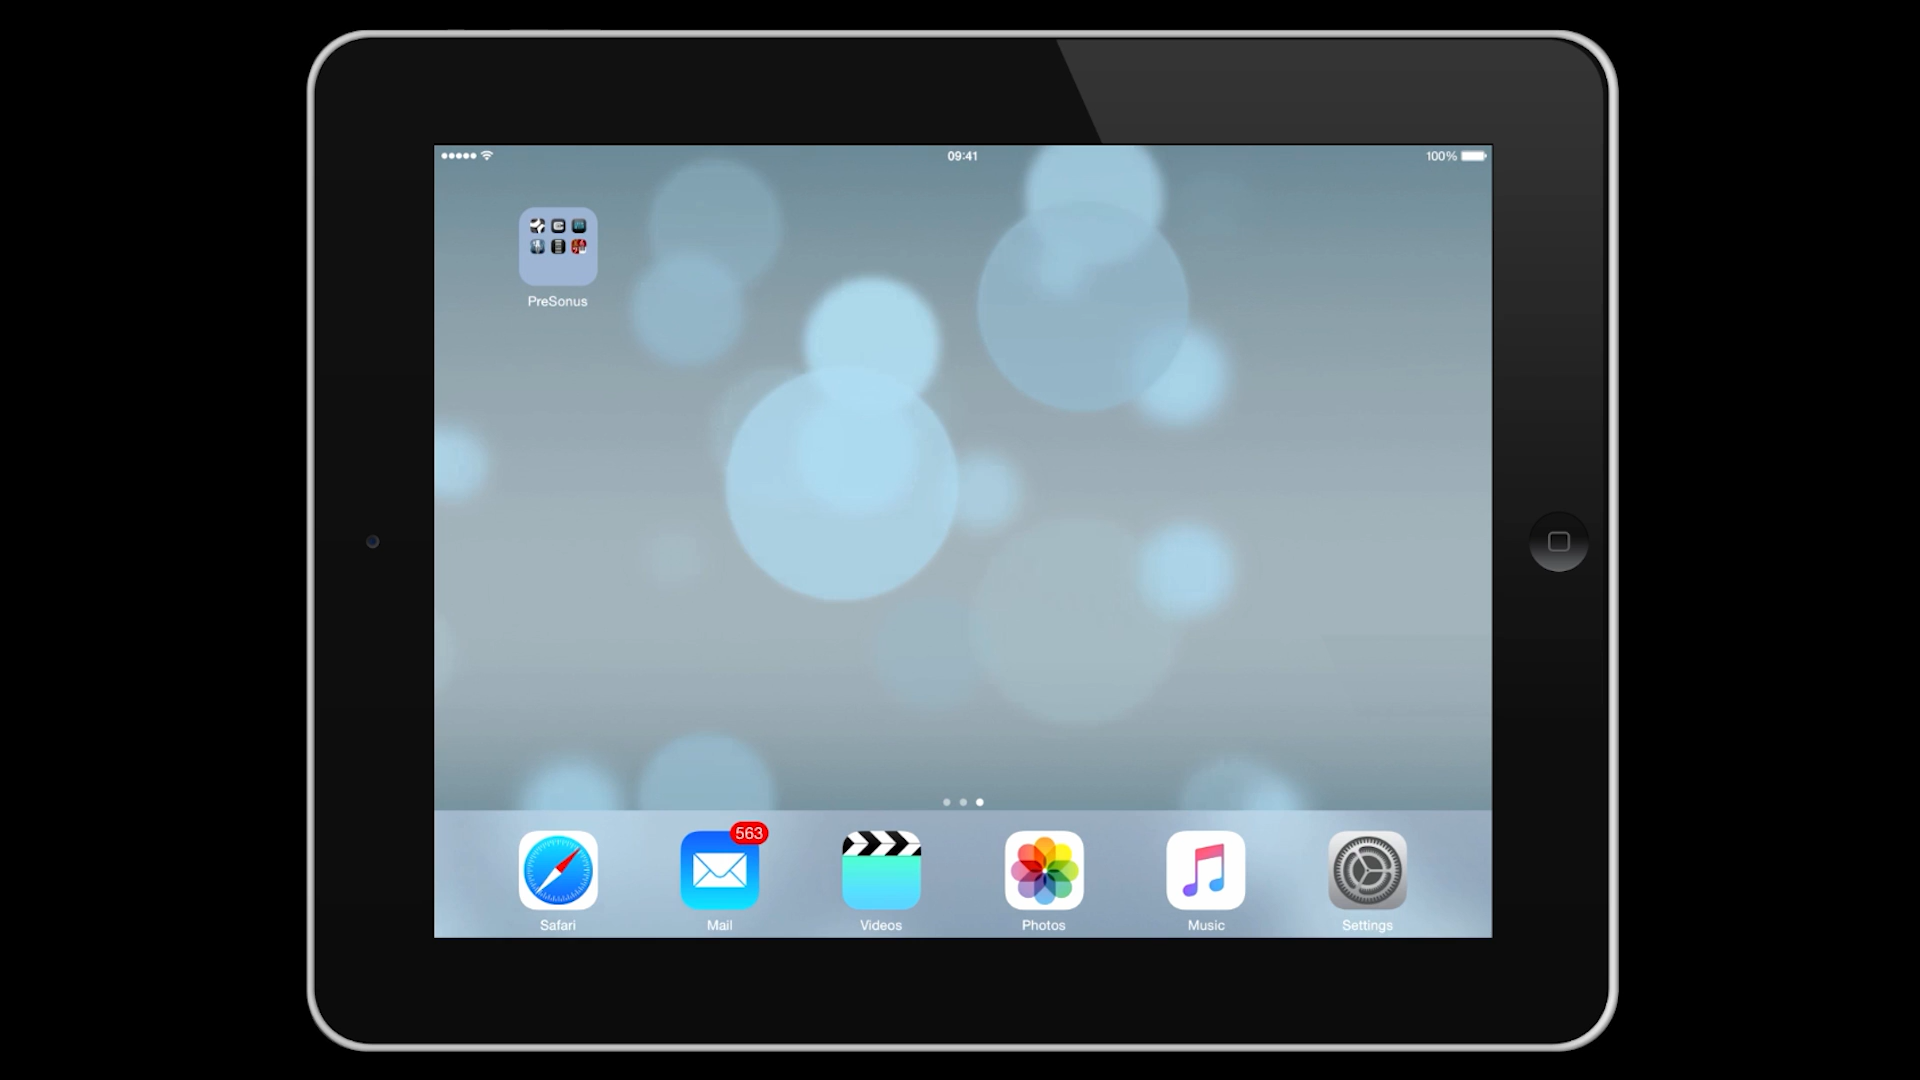 09:41
100%
PreSonus
563
Safari
Mail
Videos
Photos
Music
Settings